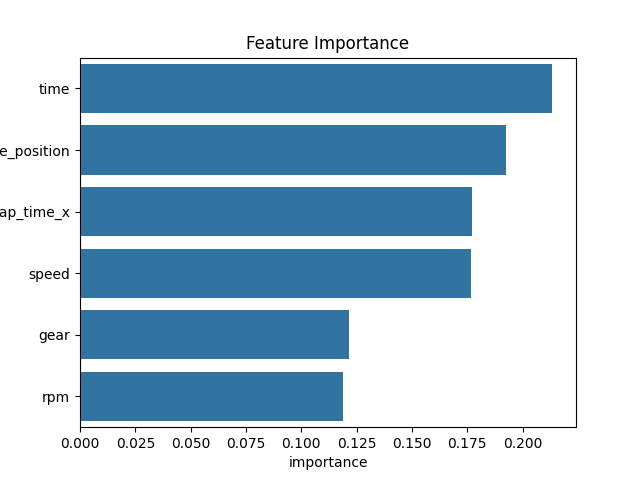 Feature Importance
time
e_position
ap_time_x
speed
gear
rpm
0.000 0.025 0.050 0.075 0.100 0.125 0.150 0.175 0.200
importance